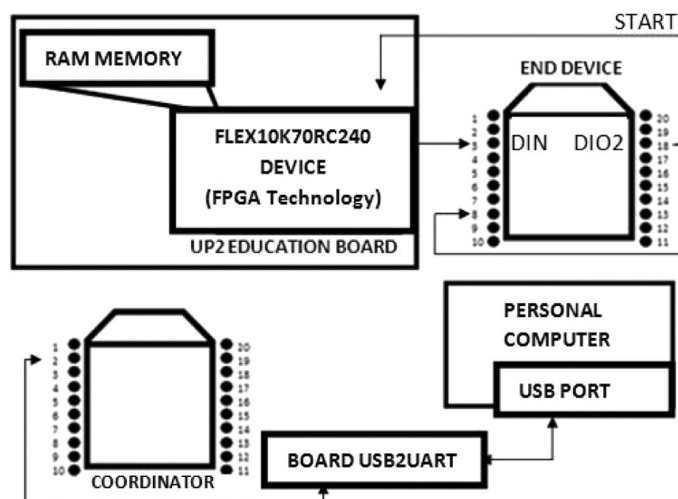 START
RAM MEMORY
FLEX10K70RC240
DEVICE
(FPGA Technology)
UP2 EDUCATION BOARD
END DEVICE
DIN DIO2
1 20
2 19
3 18
4 17
5 16
6 15
7 14
8 13
9 12
10 11
PERSONAL
COMPUTER
USB PORT
1 20
2 19
3 18
4 17
5 16
6 15
7 14
8 13
9 12
10 11
COORDINATOR
BOARD USB2UART